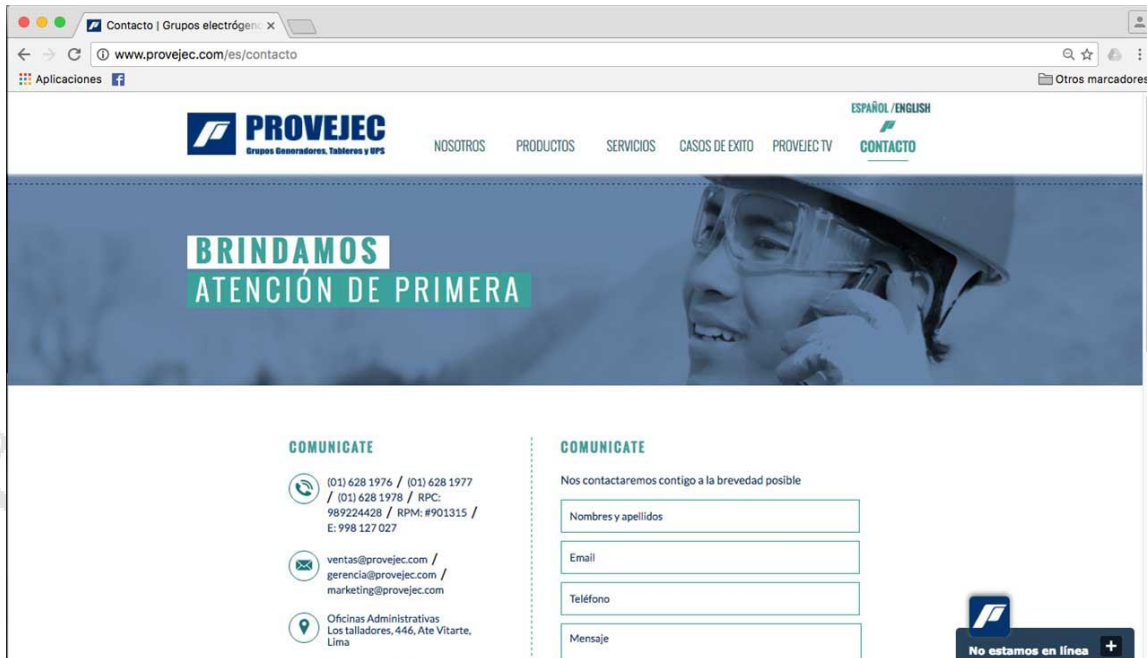 Contacto | Grupos electrógeno
www.provejec.com/es/contacto
Aplicaciones
Otros marcadores
ESPAÑOL /ENGLISH
PROVEJEC
Grupos Generadores, Tableros y UPS
NOSOTROS PRODUCTOS SERVICIOS CASOS DE EXITO PROVEJEC TV CONTACTO
BRINDAMOS
ATENCIÓN DE PRIMERA
COMUNICATE
(01) 628 1976 / (01) 628 1977
/ (01) 628 1978 / RPC:
989224428 / RPM: #901315 /
E: 998 127 027
ventas@provejec.com /
gerencia@provejec.com /
marketing@provejec.com
Oficinas Administrativas
Los talladores, 446, Ate Vitarte,
Lima
COMUNICATE
Nos contactaremos contigo a la brevedad posible
Nombres y apellidos
Email
Teléfono
Mensaje
No estamos en línea